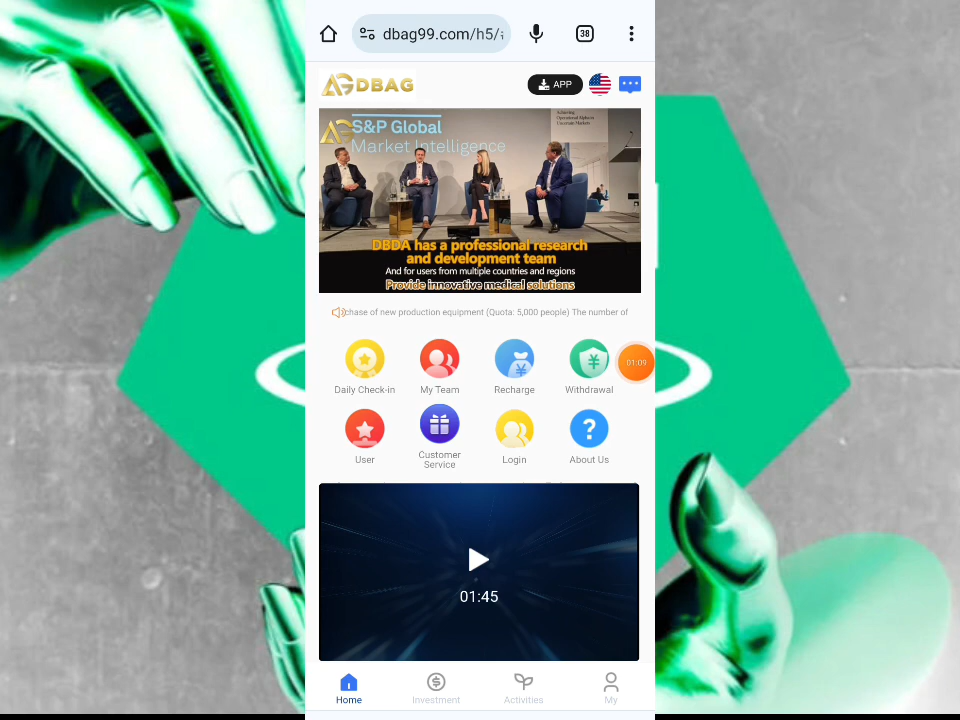 dbag99.com/h5/
38
DBAG
APP
S&P Global
Market Intelligence
DBDA has a professional research
and development team
And for users from multiple countries and regions
Provide innovative medical solutions
chase of new production equipment (Quota: 5,000 people) The number of
Daily Check-in
My Team
Recharge
Withdrawal
01:09
User
Customer
Service
Login
About Us
01:45
Home
Investment
Activities
My